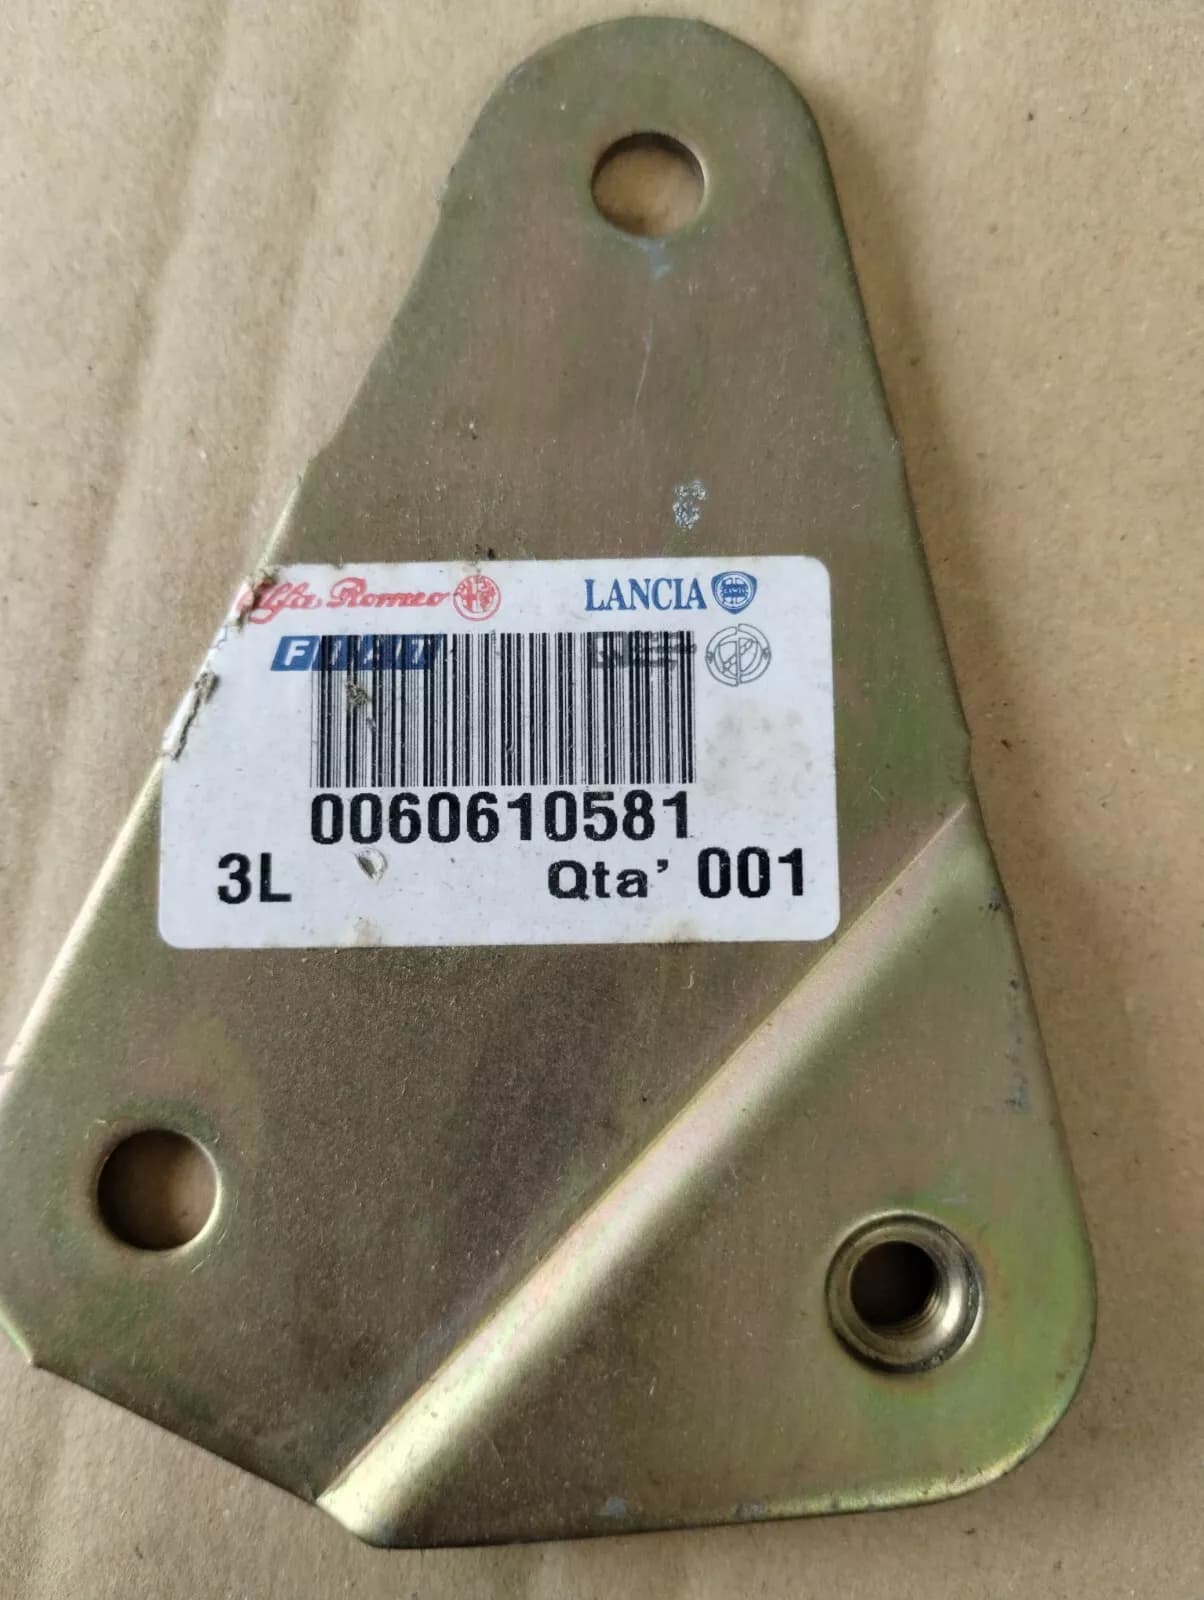 Alfa Romeo LANCIA
FIAT
0060610581
3L Qta' 001